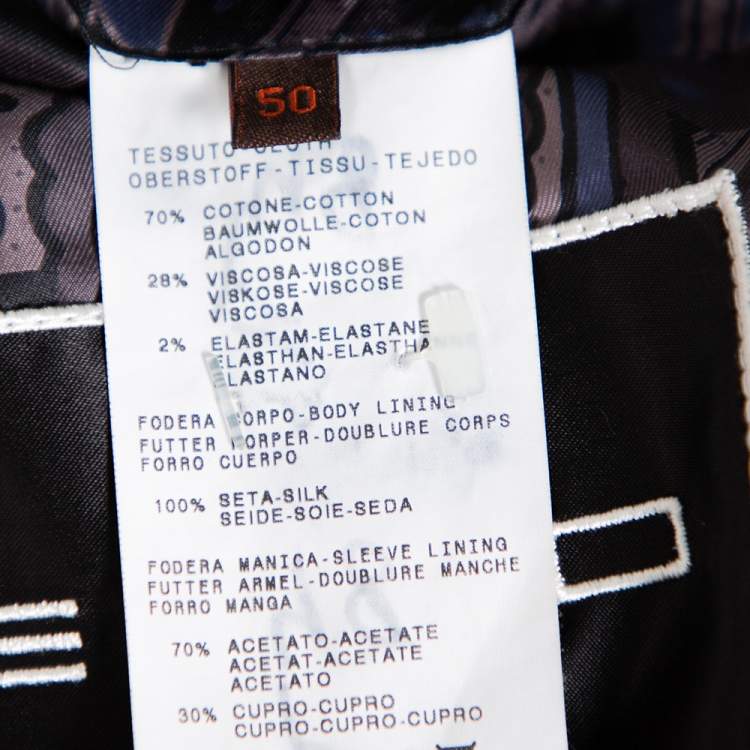 50
TESSUTO-CLOTH
OBERSTOFF-TISSU-TEJEDO
70% COTONE-COTTON
BAUMWOLLE-COTON
ALGODON
28% VISCOSA-VISCOSE
VISKOSE-VISCOSE
VISCOSA
2% ELASTAM-ELASTANE
ELASTHAN-ELASTHANNE
ELASTANO
FODERA CORPO-BODY LINING
FUTTER KORPER-DOUBLURE CORPS
FORRO CUERPO
100% SETA-SILK
SEIDE-SOIE-SEDA
FODERA MANICA-SLEEVE LINING
FUTTER ARMEL-DOUBLURE MANCHE
FORRO MANGA
70% ACETATO-ACETATE
ACETAT-ACETATE
ACETATO
30% CUPRO-CUPRO
CUPRO-CUPRO-CUPRO